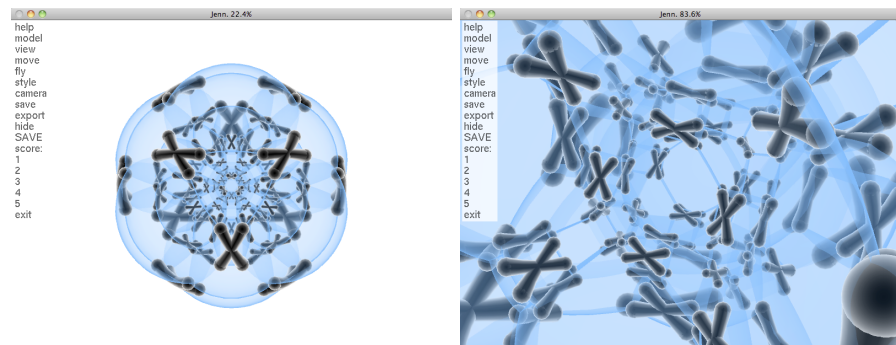 Jenn. 22.4%
help
model
view
move
fly
style
camera
save
export
hide
SAVE
score:
1
2
3
4
5
exit
Jenn. 83.6%
help
model
view
move
fly
style
camera
save
export
hide
SAVE
score:
1
2
3
4
5
exit